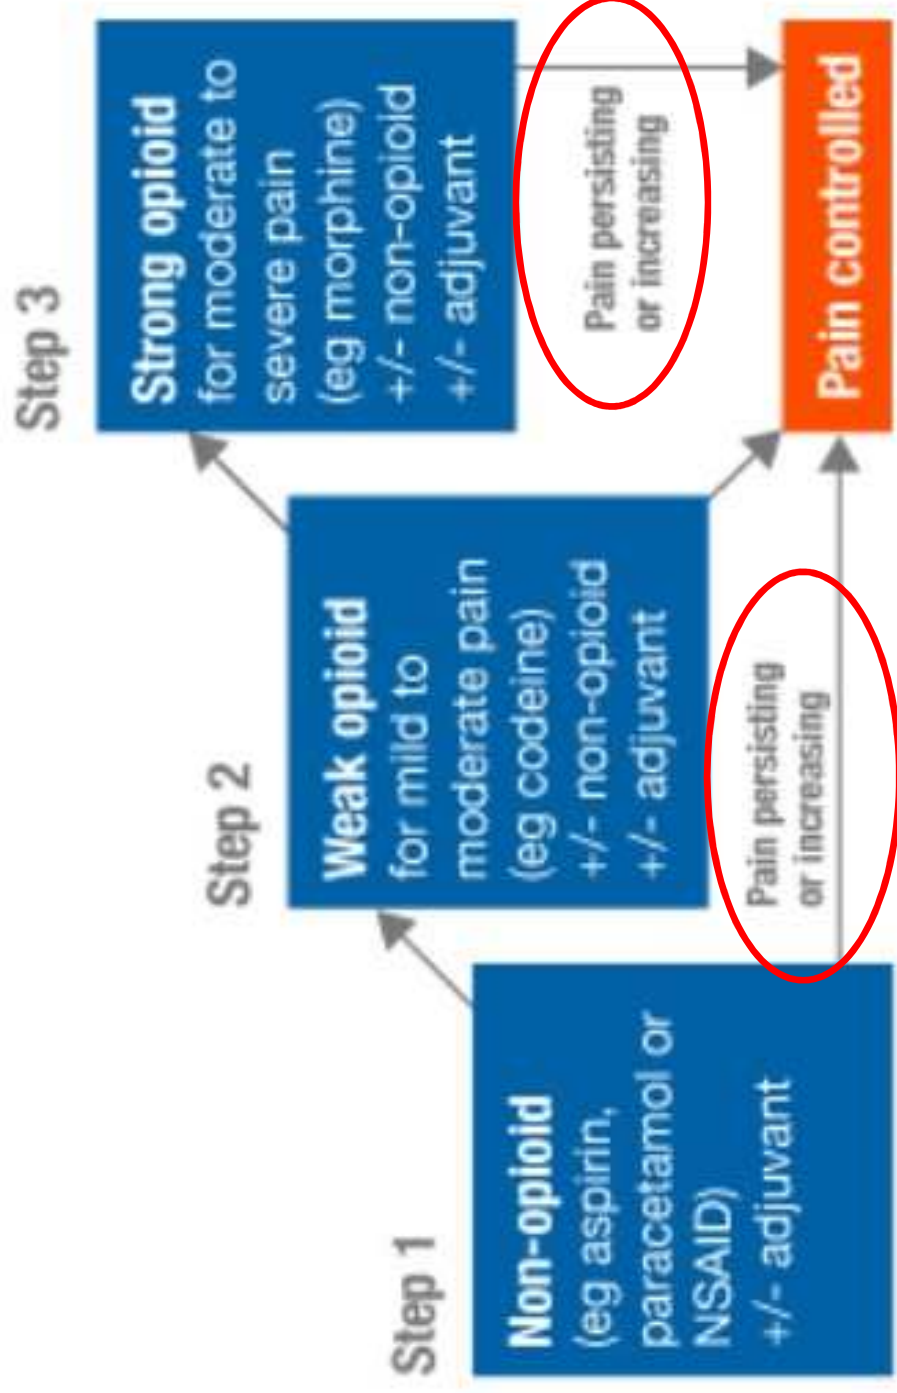 Step 1
Non-opioid
(eg aspirin,
paracetamol or
NSAID)
+/- adjuvant
Step 2
Weak opioid
for mild to
moderate pain
(eg codeine)
+/- non-opioid
+/- adjuvant
Pain persisting
or increasing
Step 3
Strong opioid
for moderate to
severe pain
(eg morphine)
+/- non-opioid
+/- adjuvant
Pain persisting
or increasing
Pain controlled